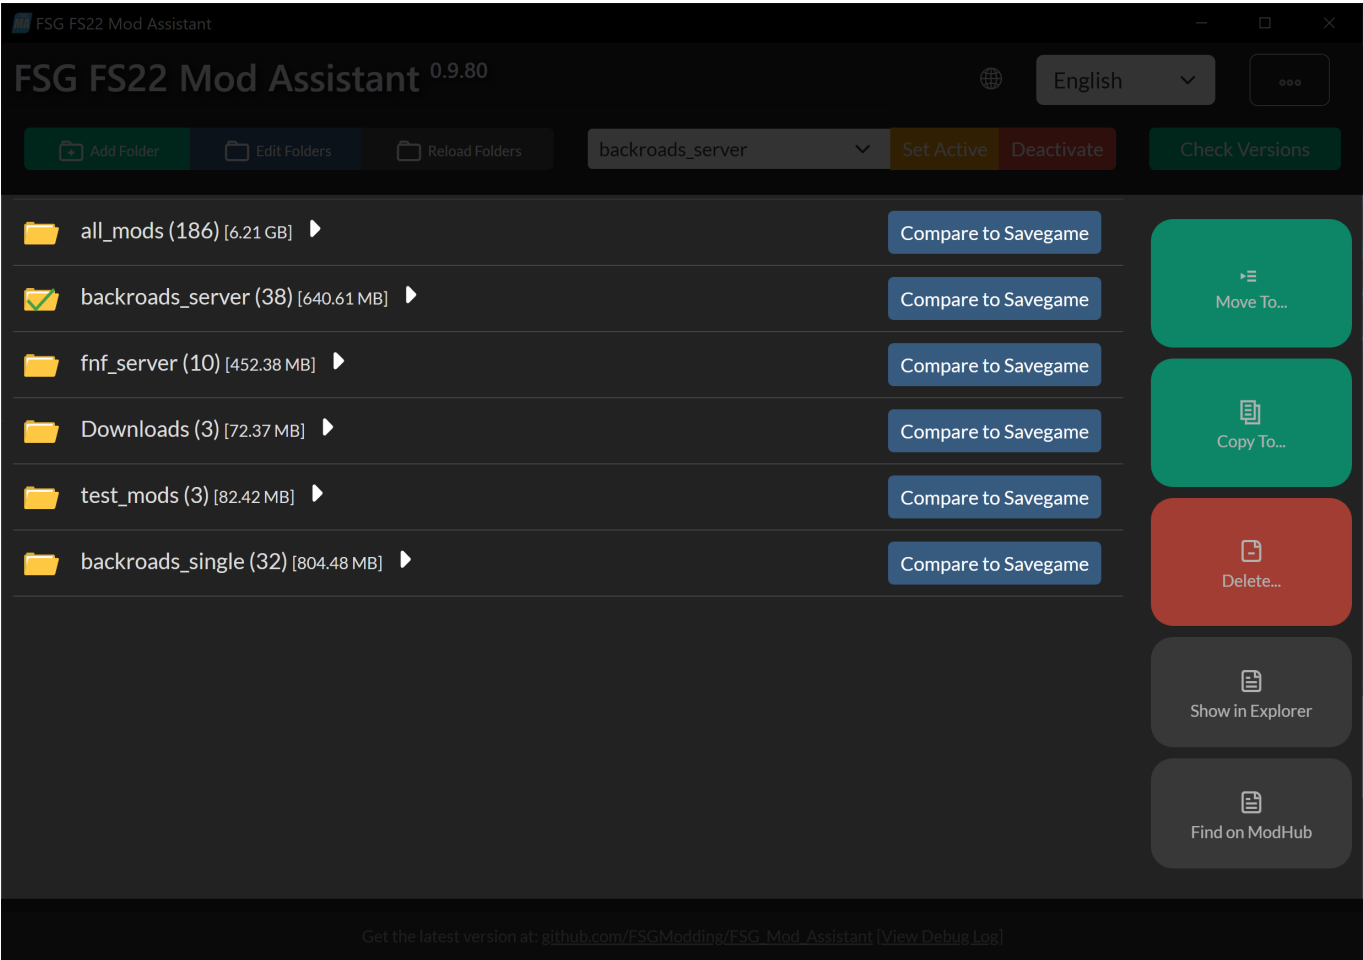 MA FSG FS22 Mod Assistant
FSG FS22 Mod Assistant 0.9.80
English
Add Folder
Edit Folders
Reload Folders
backroads_server
Set Active
Deactivate
Check Versions
all_mods (186) [6.21 GB]
Compare to Savegame
backroads_server (38) [640.61 MB]
Compare to Savegame
fnf_server (10) [452.38 MB]
Compare to Savegame
Downloads (3) [72.37 MB]
Compare to Savegame
test_mods (3) [82.42 MB]
Compare to Savegame
backroads_single (32) [804.48 MB]
Compare to Savegame
Move To...
Copy To...
Delete...
Show in Explorer
Find on ModHub
Get the latest version at: github.com/FSGModding/FSG_Mod_Assistant [View Debug Log]